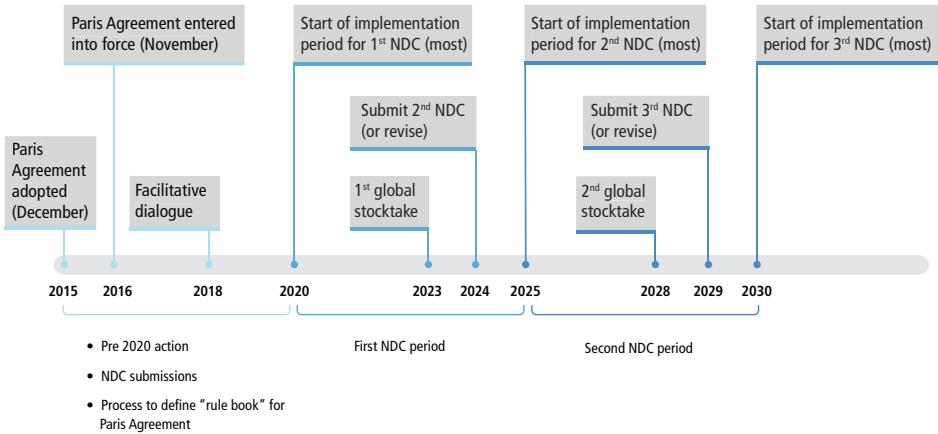 Paris Agreement entered
into force (November)
Start of implementation
period for 1st NDC (most)
Start of implementation
period for 2nd NDC (most)
Start of implementation
period for 3rd NDC (most)
Submit 2nd NDC
(or revise)
Submit 3rd NDC
(or revise)
Paris
Agreement
adopted
(December)
Facilitative
dialogue
1st global
stocktake
2nd global
stocktake
2015 2016 2018 2020 2023 2024 2025 2028 2029 2030
• Pre 2020 action
• NDC submissions
• Process to define "rule book" for
Paris Agreement
First NDC period
Second NDC period